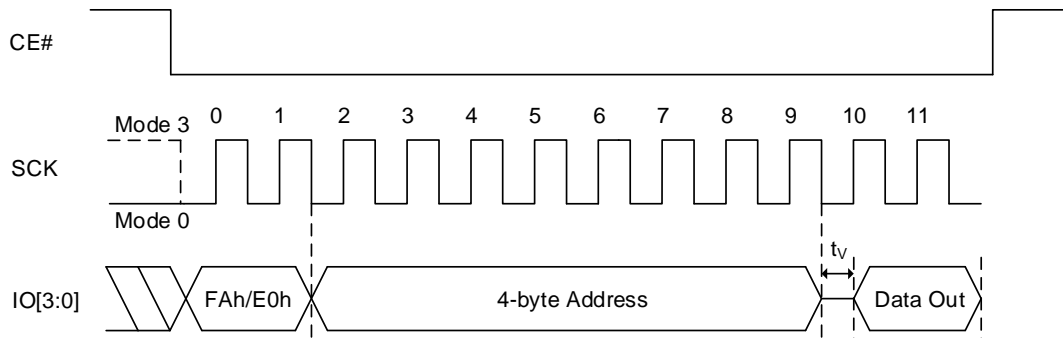 CE#
0 1 2 3 4 5 6 7 8 9 10 11
Mode 3
SCK
Mode 0
tV
IO[3:0] FAh/E0h 4-byte Address Data Out